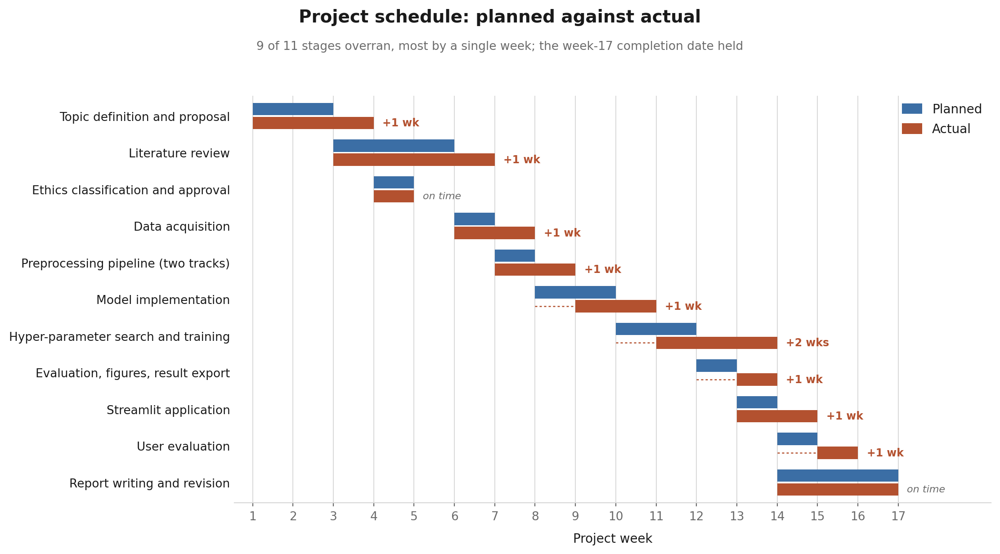 Project schedule: planned against actual
9 of 11 stages overran, most by a single week; the week-17 completion date held
Planned
Actual
Topic definition and proposal
+1 wk
Literature review
+1 wk
Ethics classification and approval
on time
Data acquisition
+1 wk
Preprocessing pipeline (two tracks)
+1 wk
Model implementation
+1 wk
Hyper-parameter search and training
+2 wks
Evaluation, figures, result export
+1 wk
Streamlit application
+1 wk
User evaluation
+1 wk
Report writing and revision
on time
1 2 3 4 5 6 7 8 9 10 11 12 13 14 15 16 17
Project week